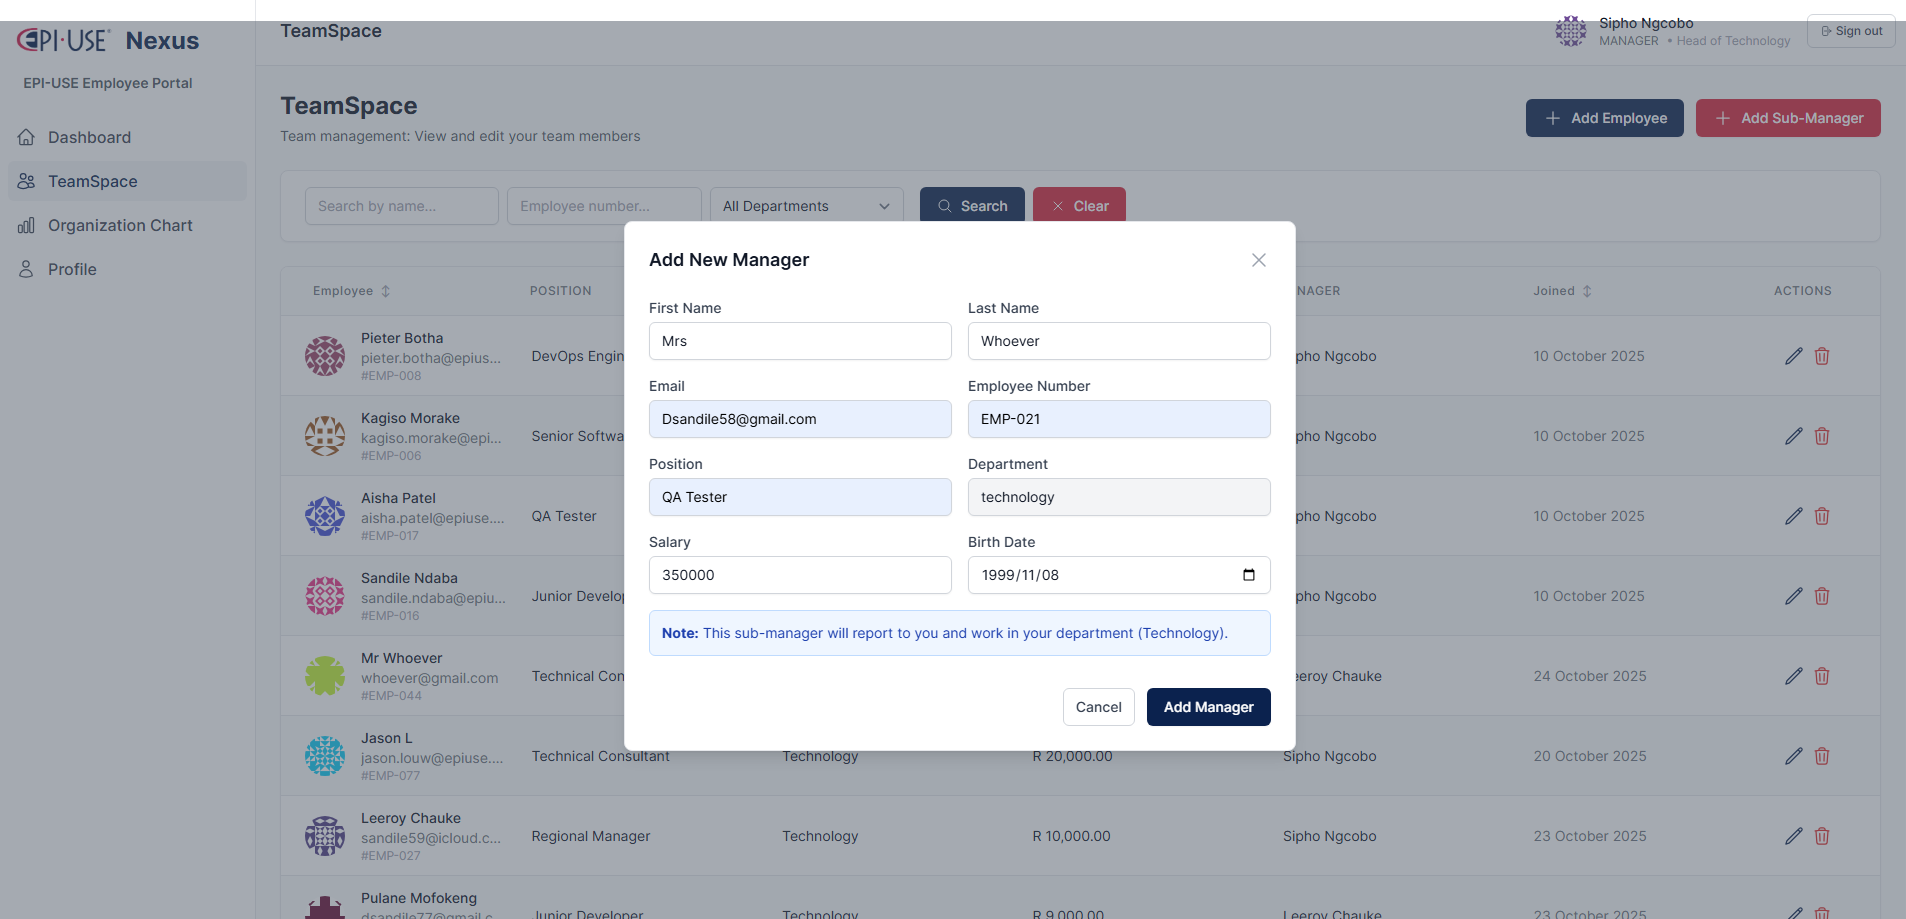 EPI-USE Nexus
EPI-USE Employee Portal
Dashboard
TeamSpace
Organization Chart
Profile
TeamSpace
Sipho Ngcobo
MANAGER • Head of Technology
Sign out
TeamSpace
Team management: View and edit your team members
Add Employee
Add Sub-Manager
Search by name...
Employee number...
All Departments
Search
Clear
Employee POSITION NAGER Joined ACTIONS
Pieter Botha
pieter.botha@epius...
#EMP-008
DevOps Engin pho Ngcobo 10 October 2025
Kagiso Morake
kagiso.morake@epi...
#EMP-006
Senior Softwa pho Ngcobo 10 October 2025
Aisha Patel
aisha.patel@epiuse....
#EMP-017
QA Tester pho Ngcobo 10 October 2025
Sandile Ndaba
sandile.ndaba@epiu...
#EMP-016
Junior Develop pho Ngcobo 10 October 2025
Mr Whoever
whoever@gmail.com
#EMP-044
Technical Con eeroy Chauke 24 October 2025
Jason L
jason.louw@epiuse....
#EMP-077
Technical Consultant Technology R 20,000.00 Sipho Ngcobo 20 October 2025
Leeroy Chauke
sandile59@icloud.c...
#EMP-027
Regional Manager Technology R 10,000.00 Sipho Ngcobo 23 October 2025
Pulane Mofokeng
dsandile77@gmail.c
Junior Developer Technology R 9,000.00 Leeroy Chauke 23 October 2025
Add New Manager
First Name Last Name
Mrs Whoever
Email Employee Number
Dsandile58@gmail.com EMP-021
Position Department
QA Tester technology
Salary Birth Date
350000 1999/11/08
Note: This sub-manager will report to you and work in your department (Technology).
Cancel Add Manager